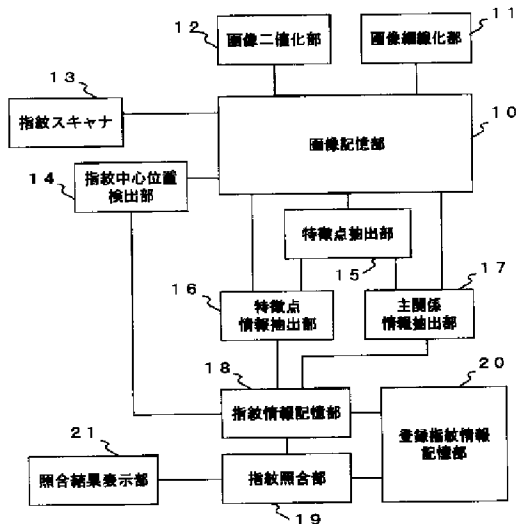 12
画像二値化部
11
画像細線化部
13
指紋スキャナ
10
画像記憶部
14
指紋中心位置
検出部
特徴点抽出部
15
16
特徴点
情報抽出部
17
主関係
情報抽出部
18
指紋情報記憶部
20
登録指紋情報
記憶部
21
照合結果表示部
指紋照合部
19